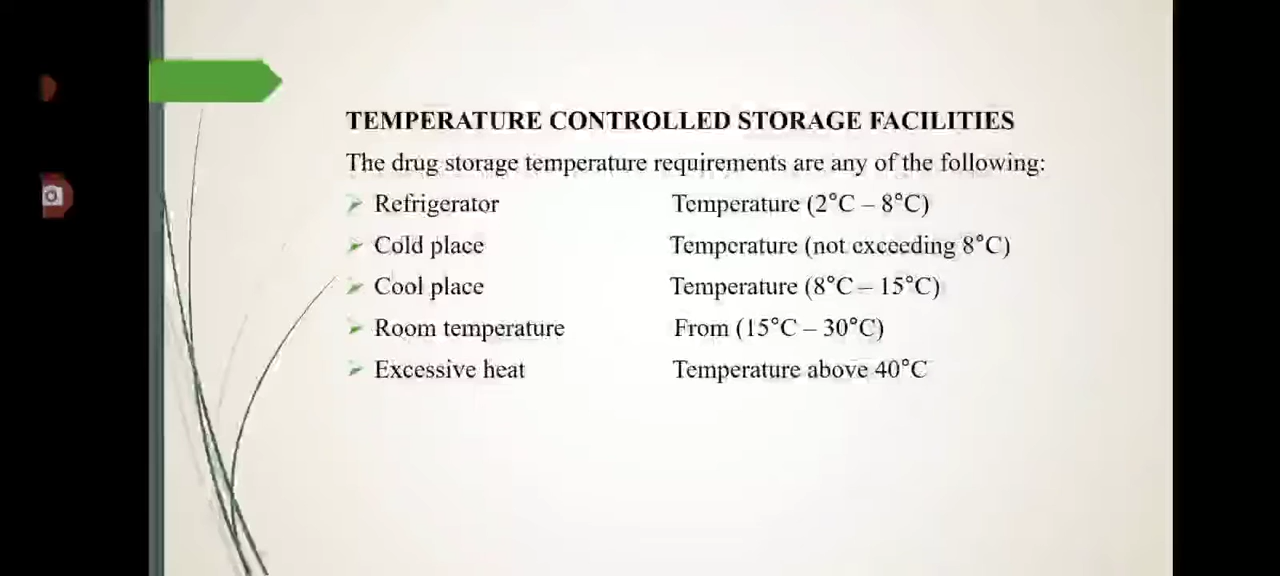 TEMPERATURE CONTROLLED STORAGE FACILITIES
The drug storage temperature requirements are any of the following:
Refrigerator Temperature (2°C – 8°C)
Cold place Temperature (not exceeding 8°C)
Cool place Temperature (8°C – 15°C)
Room temperature From (15°C – 30°C)
Excessive heat Temperature above 40°C